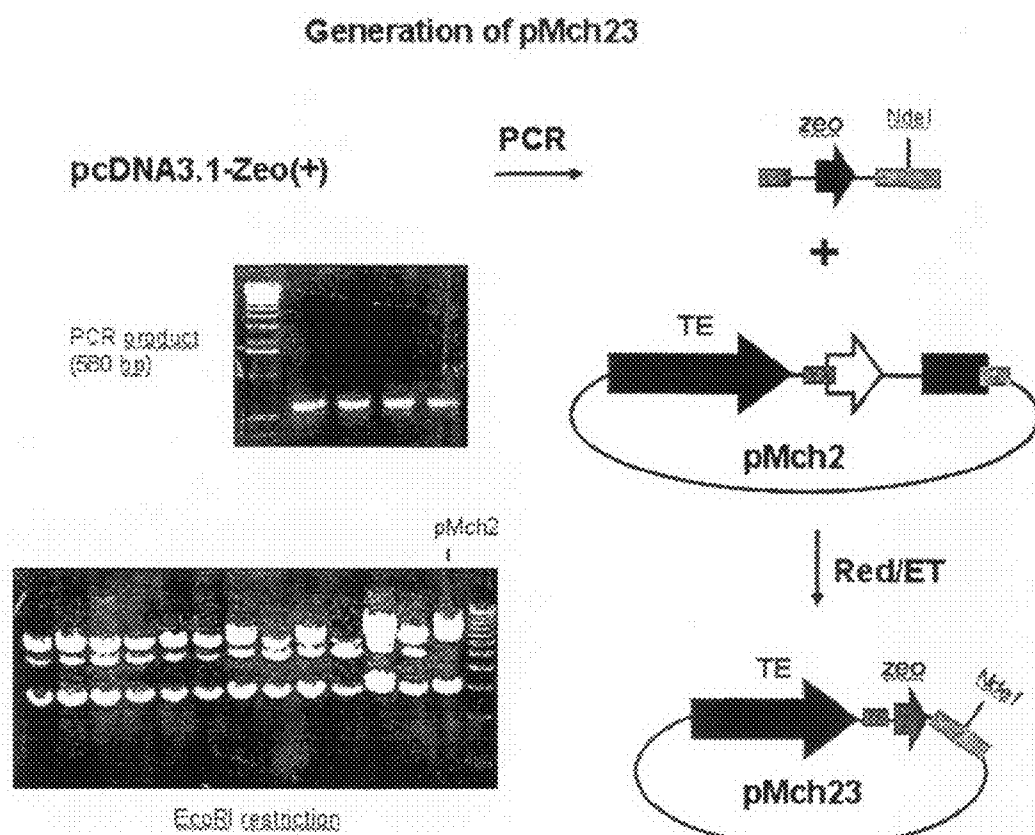 Generation of pMch23
pcDNA3.1-Zeo(+)
PCR
zeo
NdeI
+
PCR product
(580 bp)
TE
pMch2
pMch2
Red/ET
TE
zeo
NdeI
pMch23
EcoRI restriction